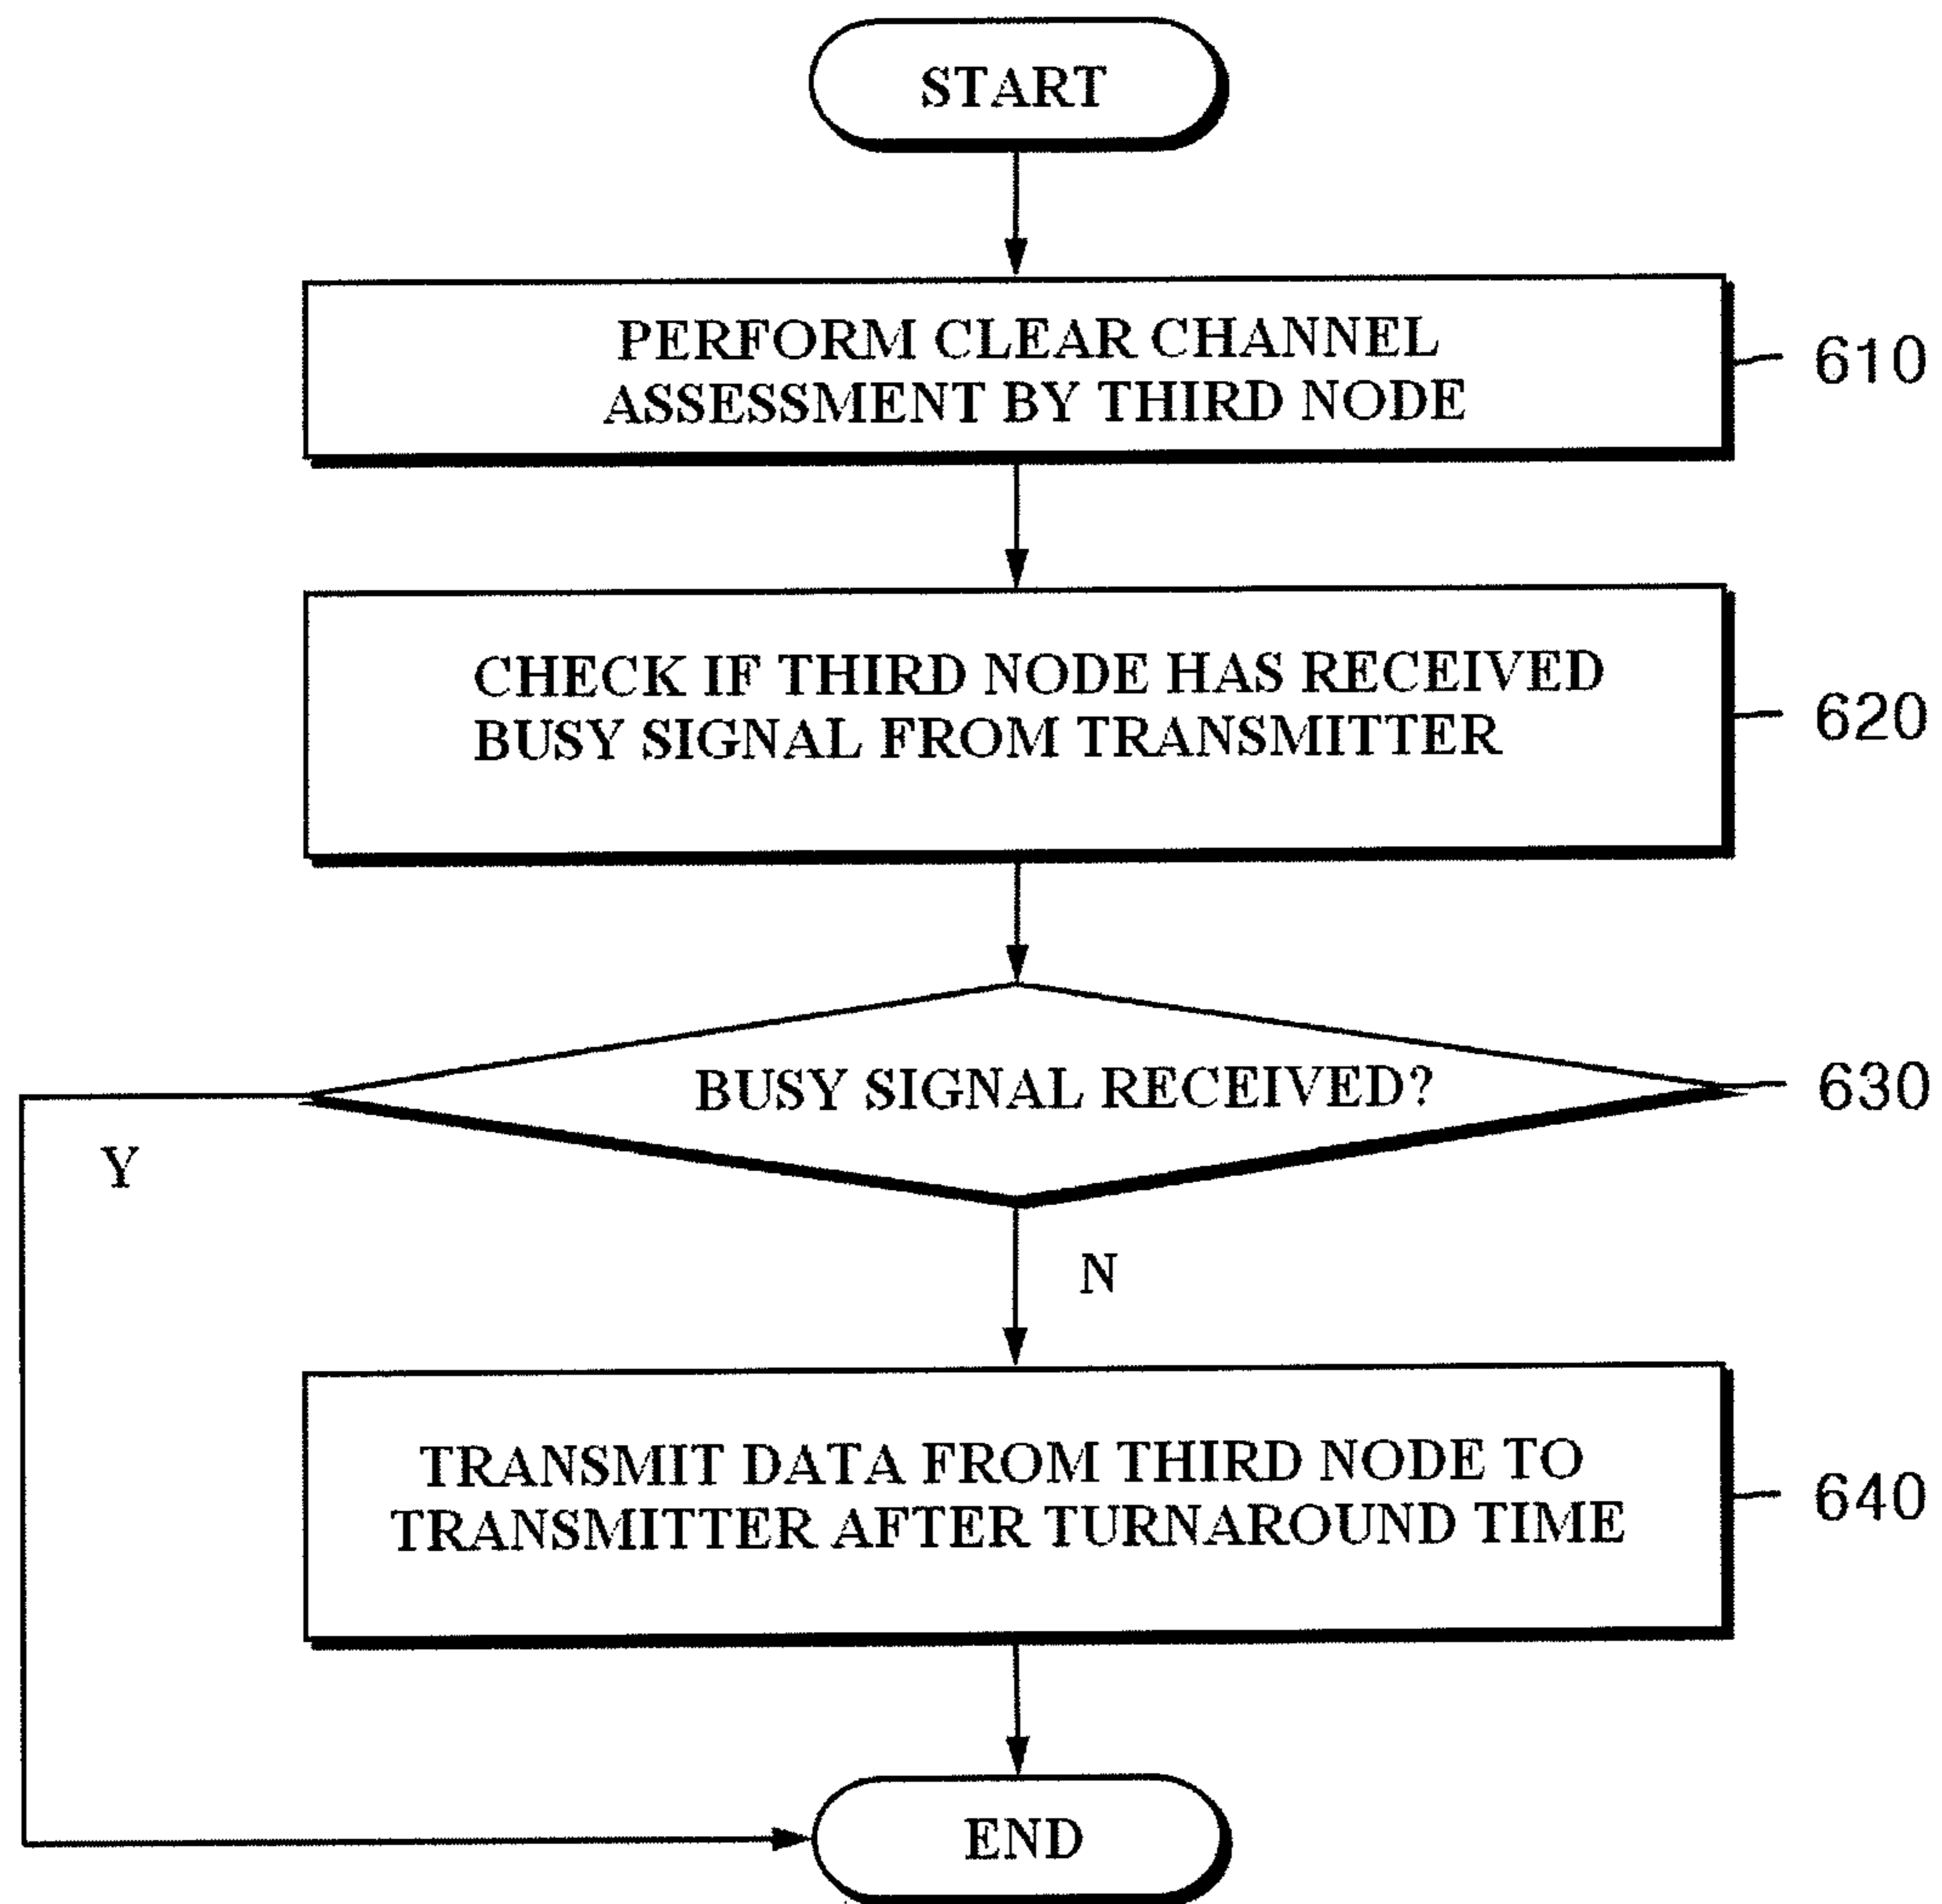 START
PERFORM CLEAR CHANNEL
ASSESSMENT BY THIRD NODE
610
CHECK IF THIRD NODE HAS RECEIVED
BUSY SIGNAL FROM TRANSMITTER
620
BUSY SIGNAL RECEIVED?
630
Y
N
TRANSMIT DATA FROM THIRD NODE TO
TRANSMITTER AFTER TURNAROUND TIME
640
END